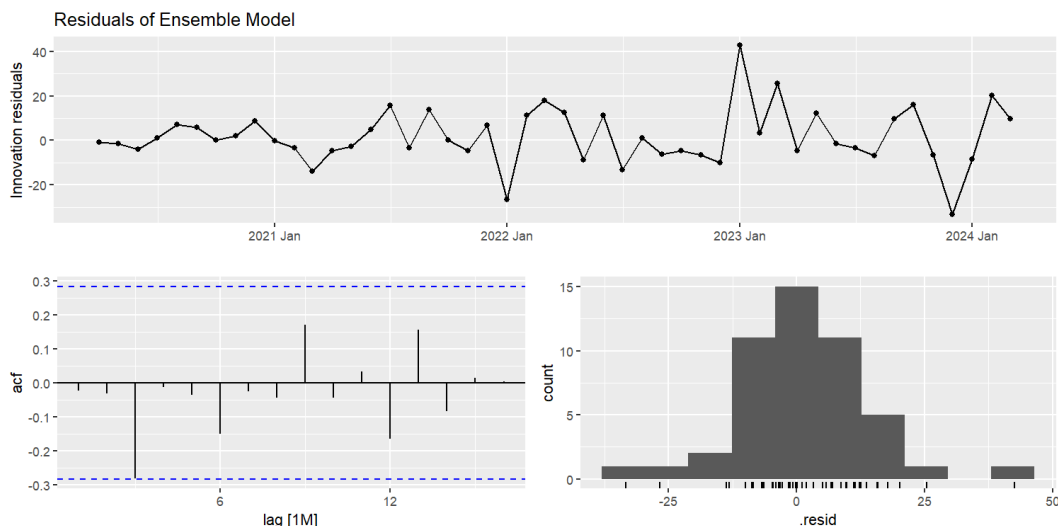 Residuals of Ensemble Model
Innovation residuals
40
20
0
-20
2021 Jan
2022 Jan
2023 Jan
2024 Jan
acf
0.3
0.2
0.1
0.0
-0.1
-0.2
-0.3
6
12
lag [1M]
count
15
10
5
0
-25
0
25
50
.resid